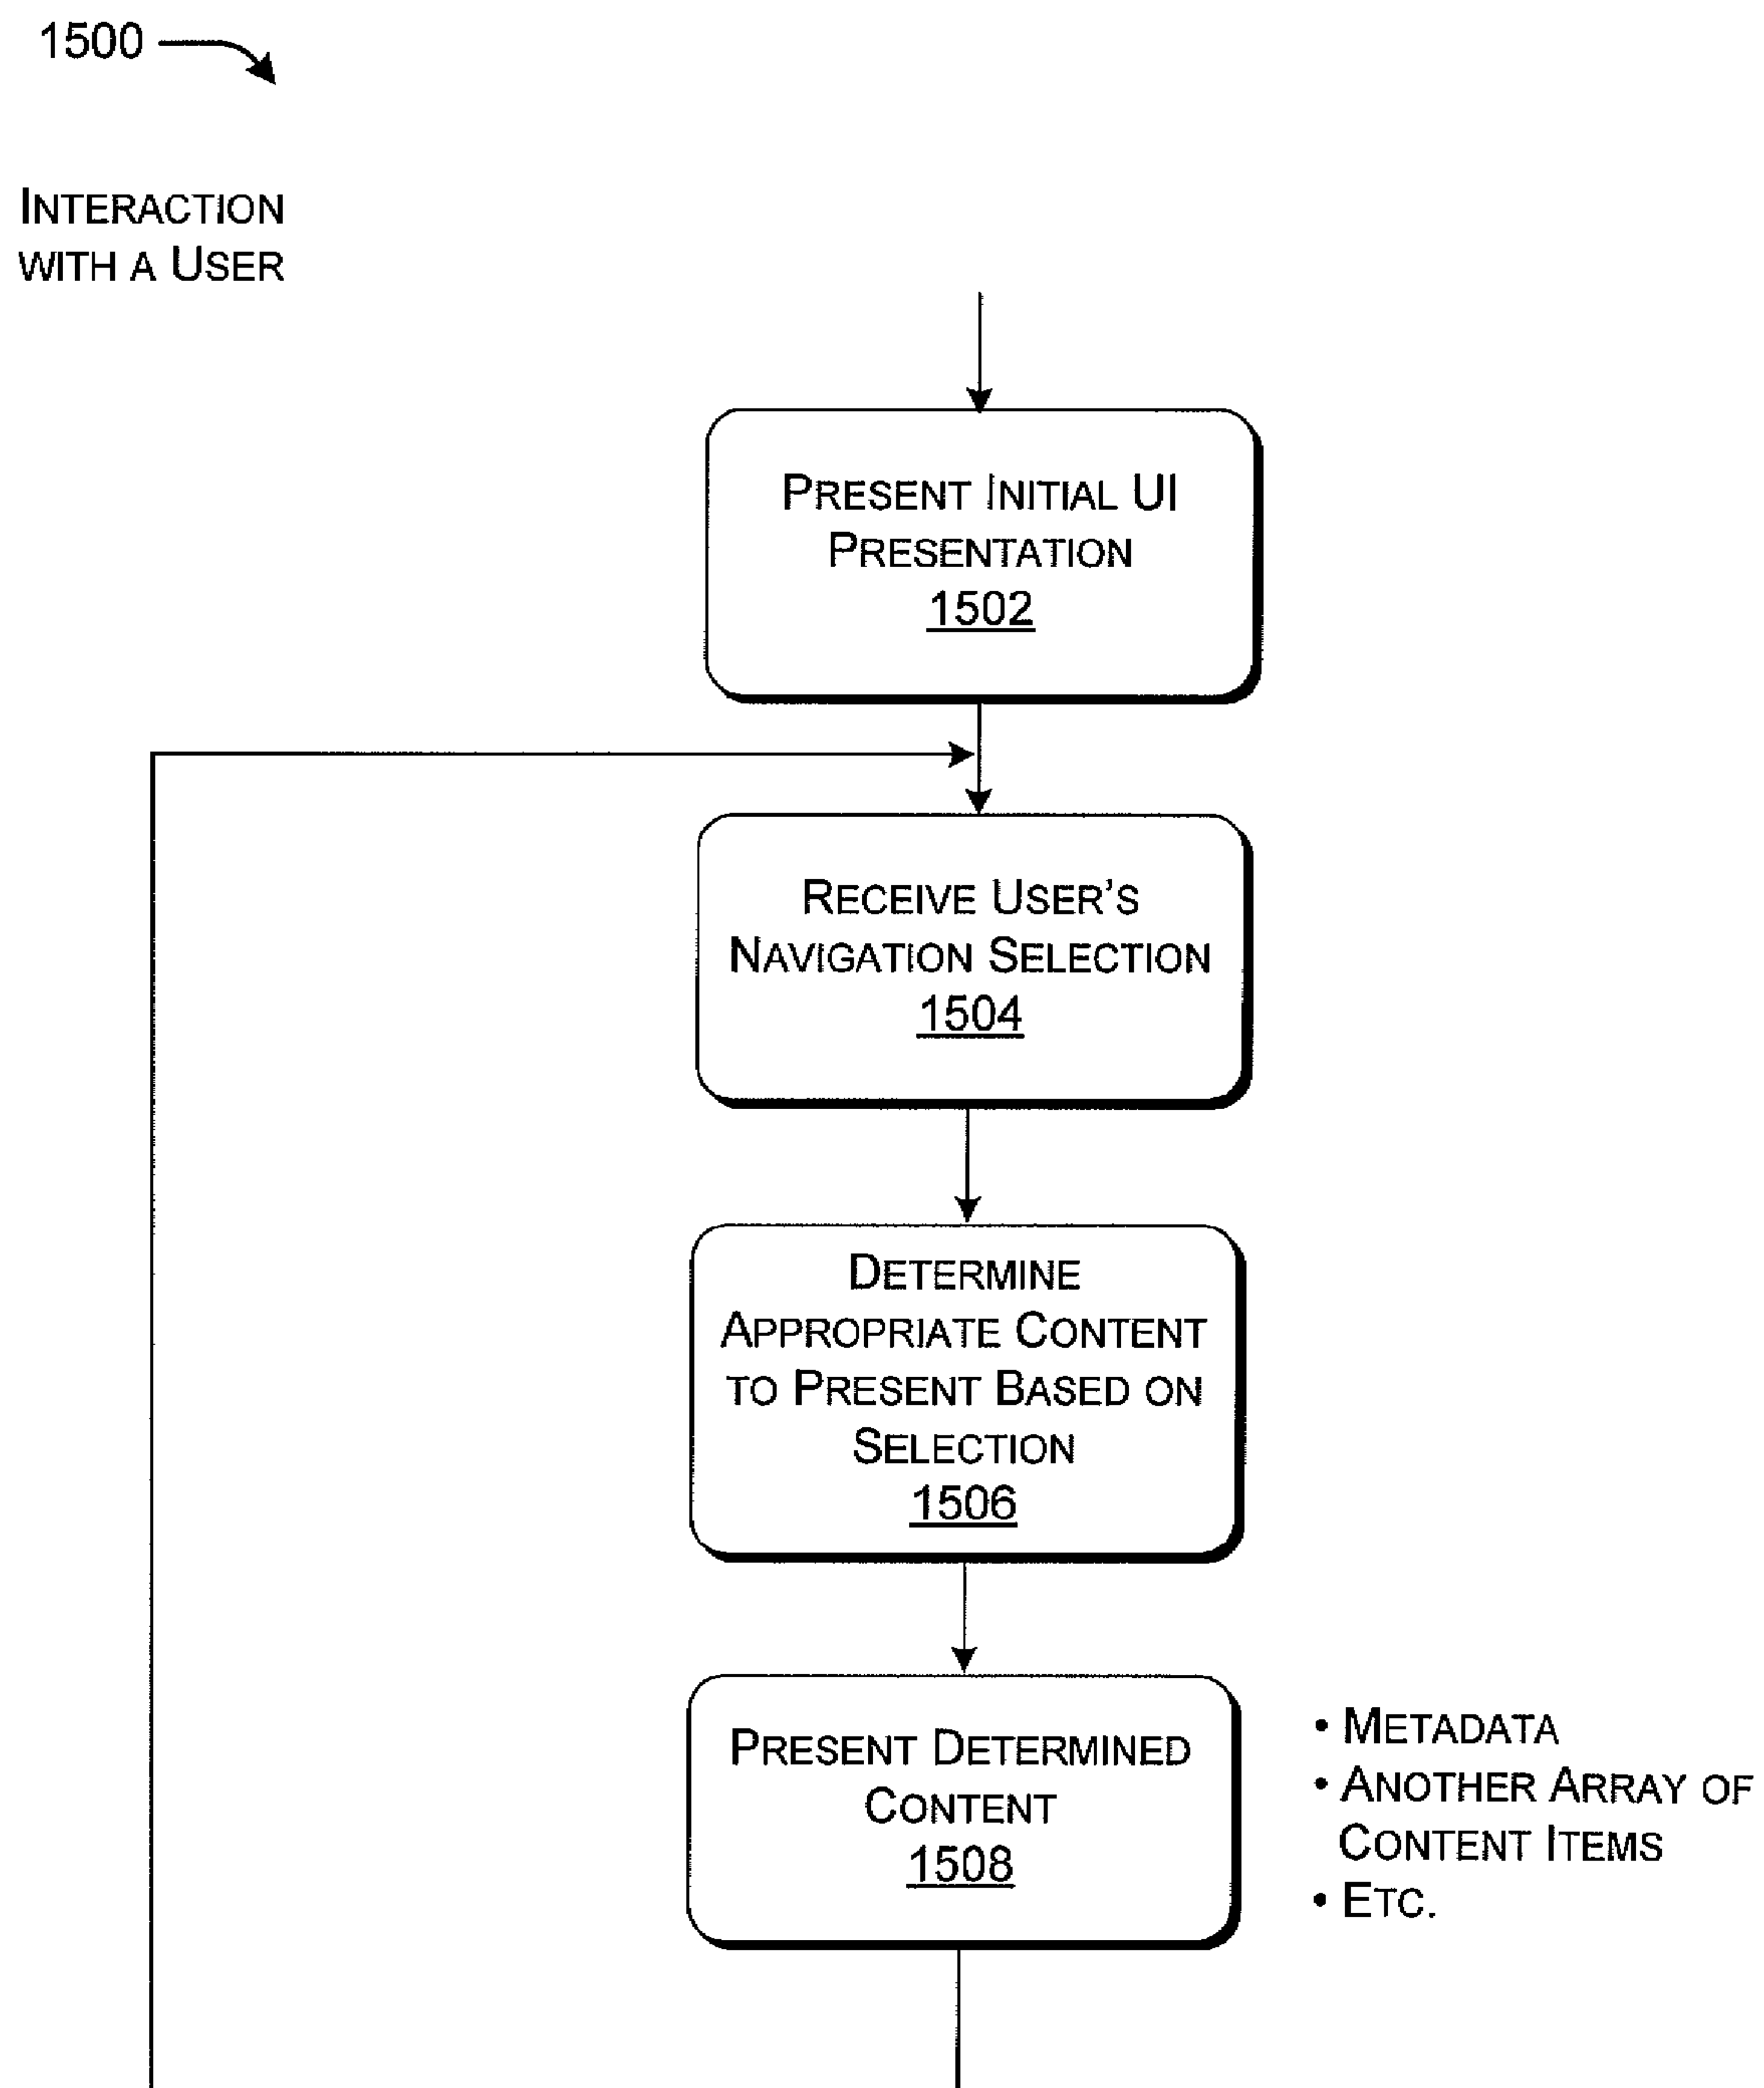 1500
INTERACTION
WITH A USER
PRESENT INITIAL UI
PRESENTATION
1502
RECEIVE USER'S
NAVIGATION SELECTION
1504
DETERMINE
APPROPRIATE CONTENT
TO PRESENT BASED ON
SELECTION
1506
PRESENT DETERMINED
CONTENT
1508
• METADATA
• ANOTHER ARRAY OF
CONTENT ITEMS
• ETC.